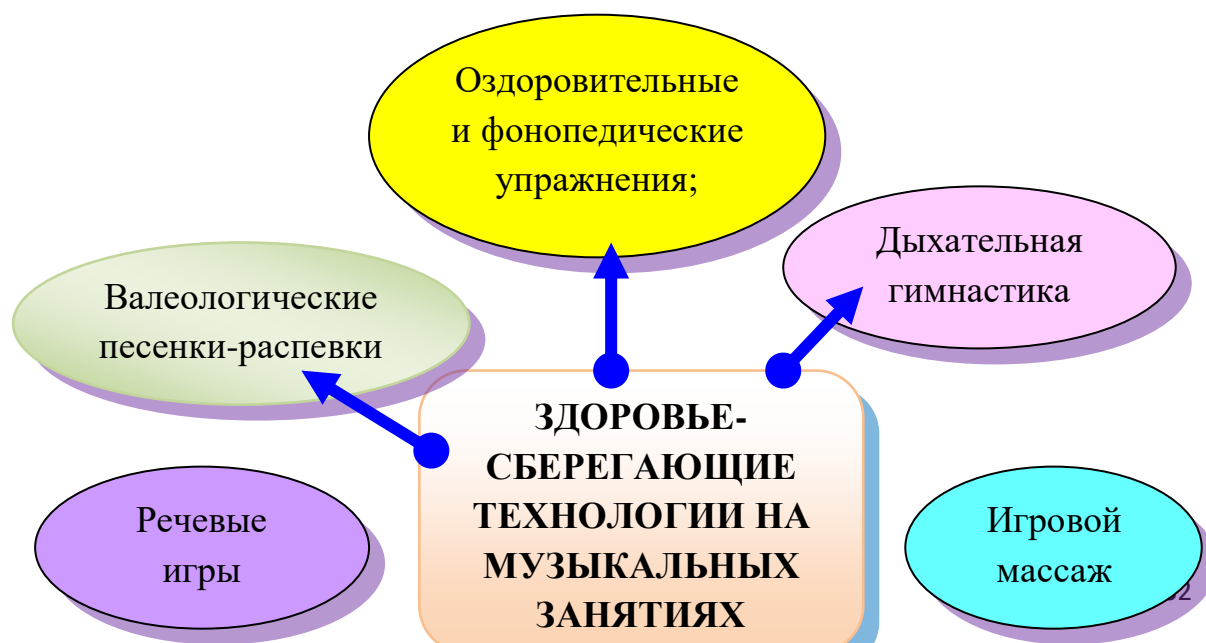 Оздоровительные
и фонопедические
упражнения;
Дыхательная
гимнастика
Валеологические
песенки-распевки
ЗДОРОВЬЕ-
СБЕРЕГАЮЩИЕ
ТЕХНОЛОГИИ НА
МУЗЫКАЛЬНЫХ
ЗАНЯТИЯХ
Речевые
игры
Игровой
массаж